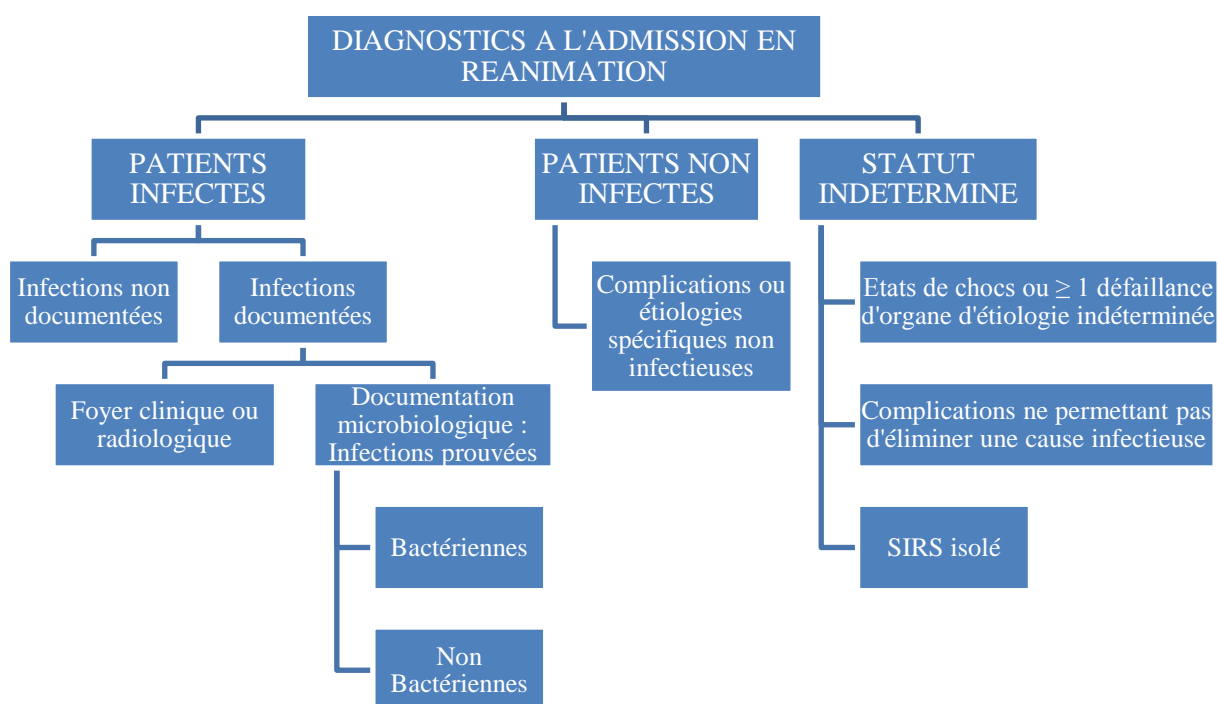 DIAGNOSTICS A L'ADMISSION EN
REANIMATION
PATIENTS
INFECTES
PATIENTS NON
INFECTES
STATUT
INDETERMINE
Infections non
documentées
Infections
documentées
Complications ou
étiologies
spécifiques non
infectieuses
Etats de chocs ou ≥ 1 défaillance
d'organe d'étiologie indéterminée
Foyer clinique ou
radiologique
Documentation
microbiologique :
Infections prouvées
Complications ne permettant pas
d'éliminer une cause infectieuse
Bactériennes
SIRS isolé
Non
Bactériennes